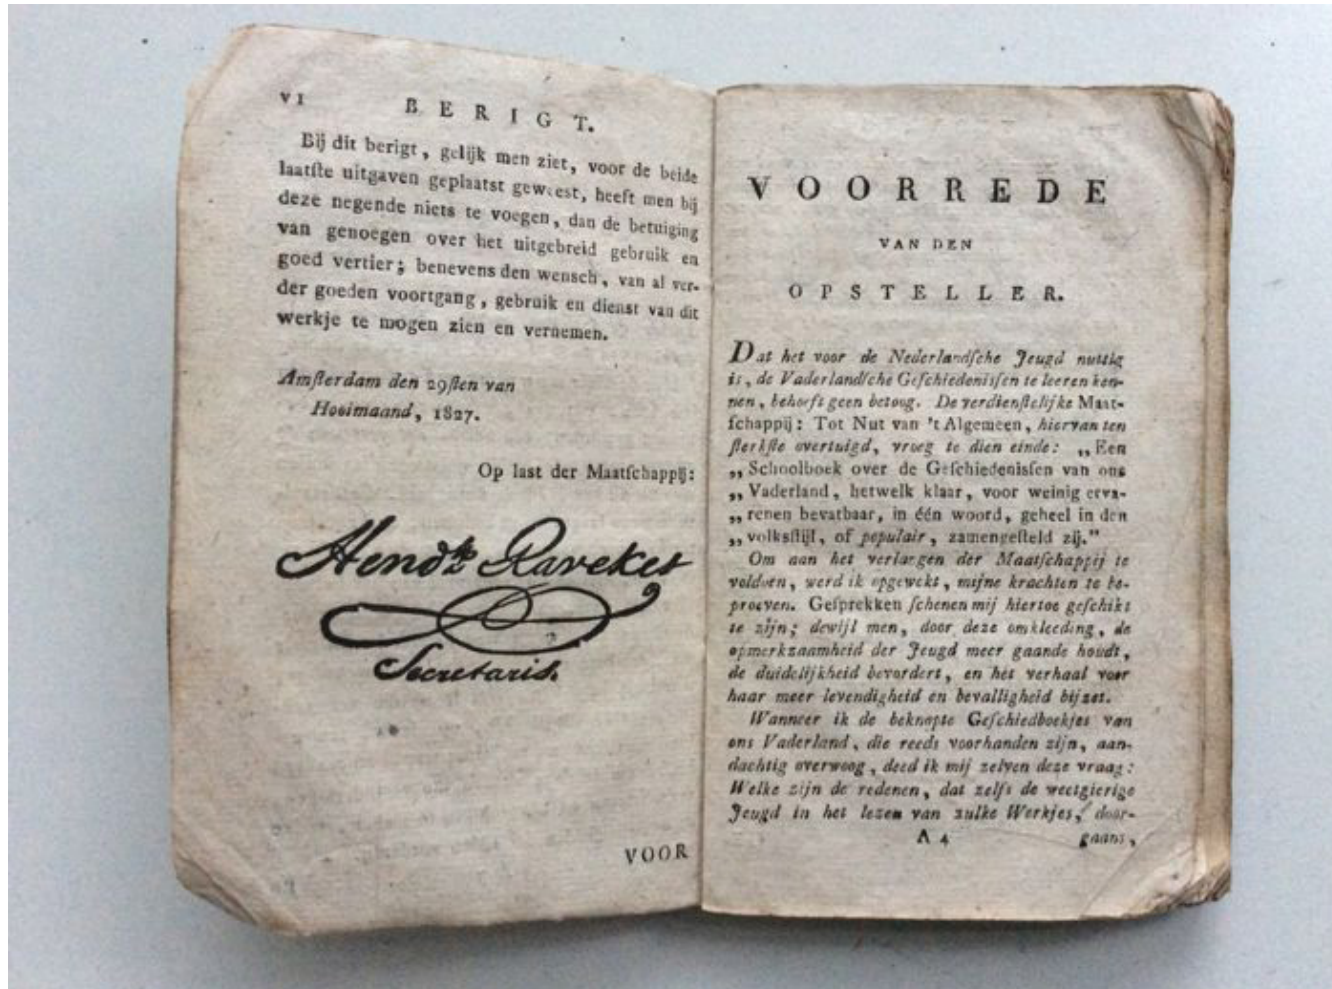 VI
BERIGT.
Bij dit berigt, gelijk men ziet, voor de beide
laatſte uitgaven geplaatst geweest, heeft men bij
deze negende niets te voegen, dan de betuiging
van genoegen over het uitgebreid gebruik en
goed vertier; benevens den wensch, van al ver-
der goeden voortgang, gebruik en dienst van dit
werkje te mogen zien en vernemen.
Amſterdam den 29ſten van
Hooimaand, 1827.
Op last der Maatſchappij:
Hend.k Ravekes
Secretaris.
VOOR
VOORREDE
VAN DEN
OPSTELLER.
Dat het voor de Nederlandſche Jeugd nuttig
is, de Vaderlandſche Geſchiedenisſen te leeren ken-
nen, behoeft geen betoog. De verdienſtelijke Maat-
ſchappij: Tot Nut van 't Algemeen, hiervan ten
ſterkſte overtuigd, vroeg te dien einde: „Een
„Schoolboek over de Geſchiedenisſen van ons
„Vaderland, hetwelk klaar, voor weinig erva-
„renen bevatbaar, in één woord, geheel in den
„volksſtijl, of populair, zamengeſteld zij."
Om aan het verlangen der Maatſchappij te
voldoen, werd ik opgewekt, mijne krachten te be-
proeven. Geſprekken ſchenen mij hiertoe geſchikt
te zijn; dewijl men, door deze omkleeding, de
opmerkzaamheid der Jeugd meer gaande houdt,
de duidelijkheid bevordert, en het verhaal voor
haar meer levendigheid en bevalligheid bijzet.
Wanneer ik de beknopte Geſchiedboekjes van
ons Vaderland, die reeds voorhanden zijn, aan-
dachtig overwoog, deed ik mij zelven deze vraag:
Welke zijn de redenen, dat zelfs de weetgierige
Jeugd in het lezen van zulke Werkjes, door-
A 4
gaans,